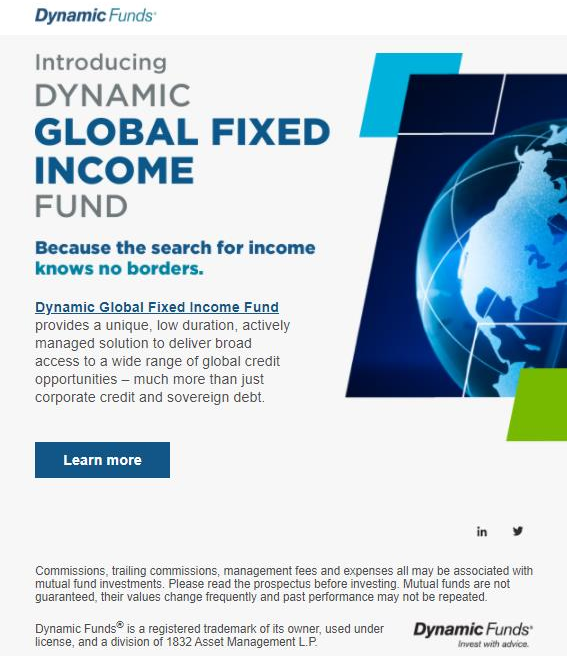 Dynamic Funds®
Introducing
DYNAMIC
GLOBAL FIXED
INCOME
FUND
Because the search for income
knows no borders.
Dynamic Global Fixed Income Fund
provides a unique, low duration, actively
managed solution to deliver broad
access to a wide range of global credit
opportunities – much more than just
corporate credit and sovereign debt.
Learn more
in
Commissions, trailing commissions, management fees and expenses all may be associated with
mutual fund investments. Please read the prospectus before investing. Mutual funds are not
guaranteed, their values change frequently and past performance may not be repeated.
Dynamic Funds® is a registered trademark of its owner, used under
license, and a division of 1832 Asset Management L.P.
Dynamic Funds®
Invest with advice.